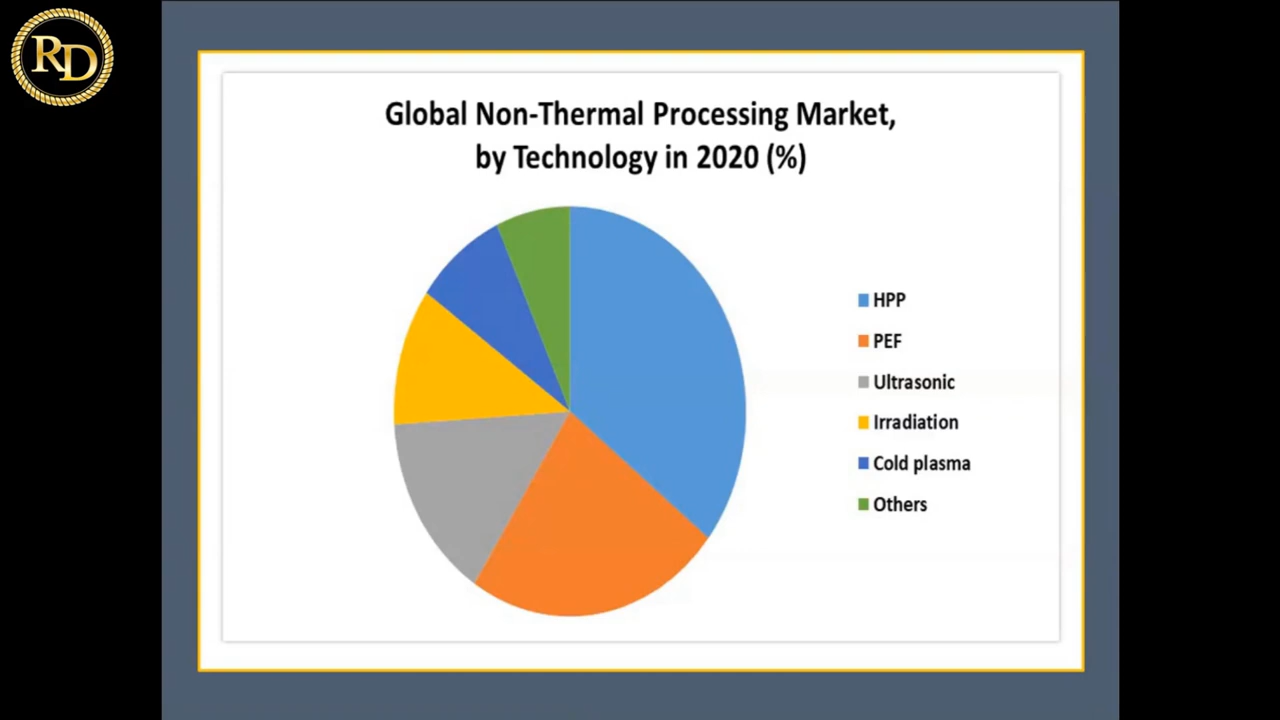 RD
Global Non-Thermal Processing Market,
by Technology in 2020 (%)
HPP
PEF
Ultrasonic
Irradiation
Cold plasma
Others